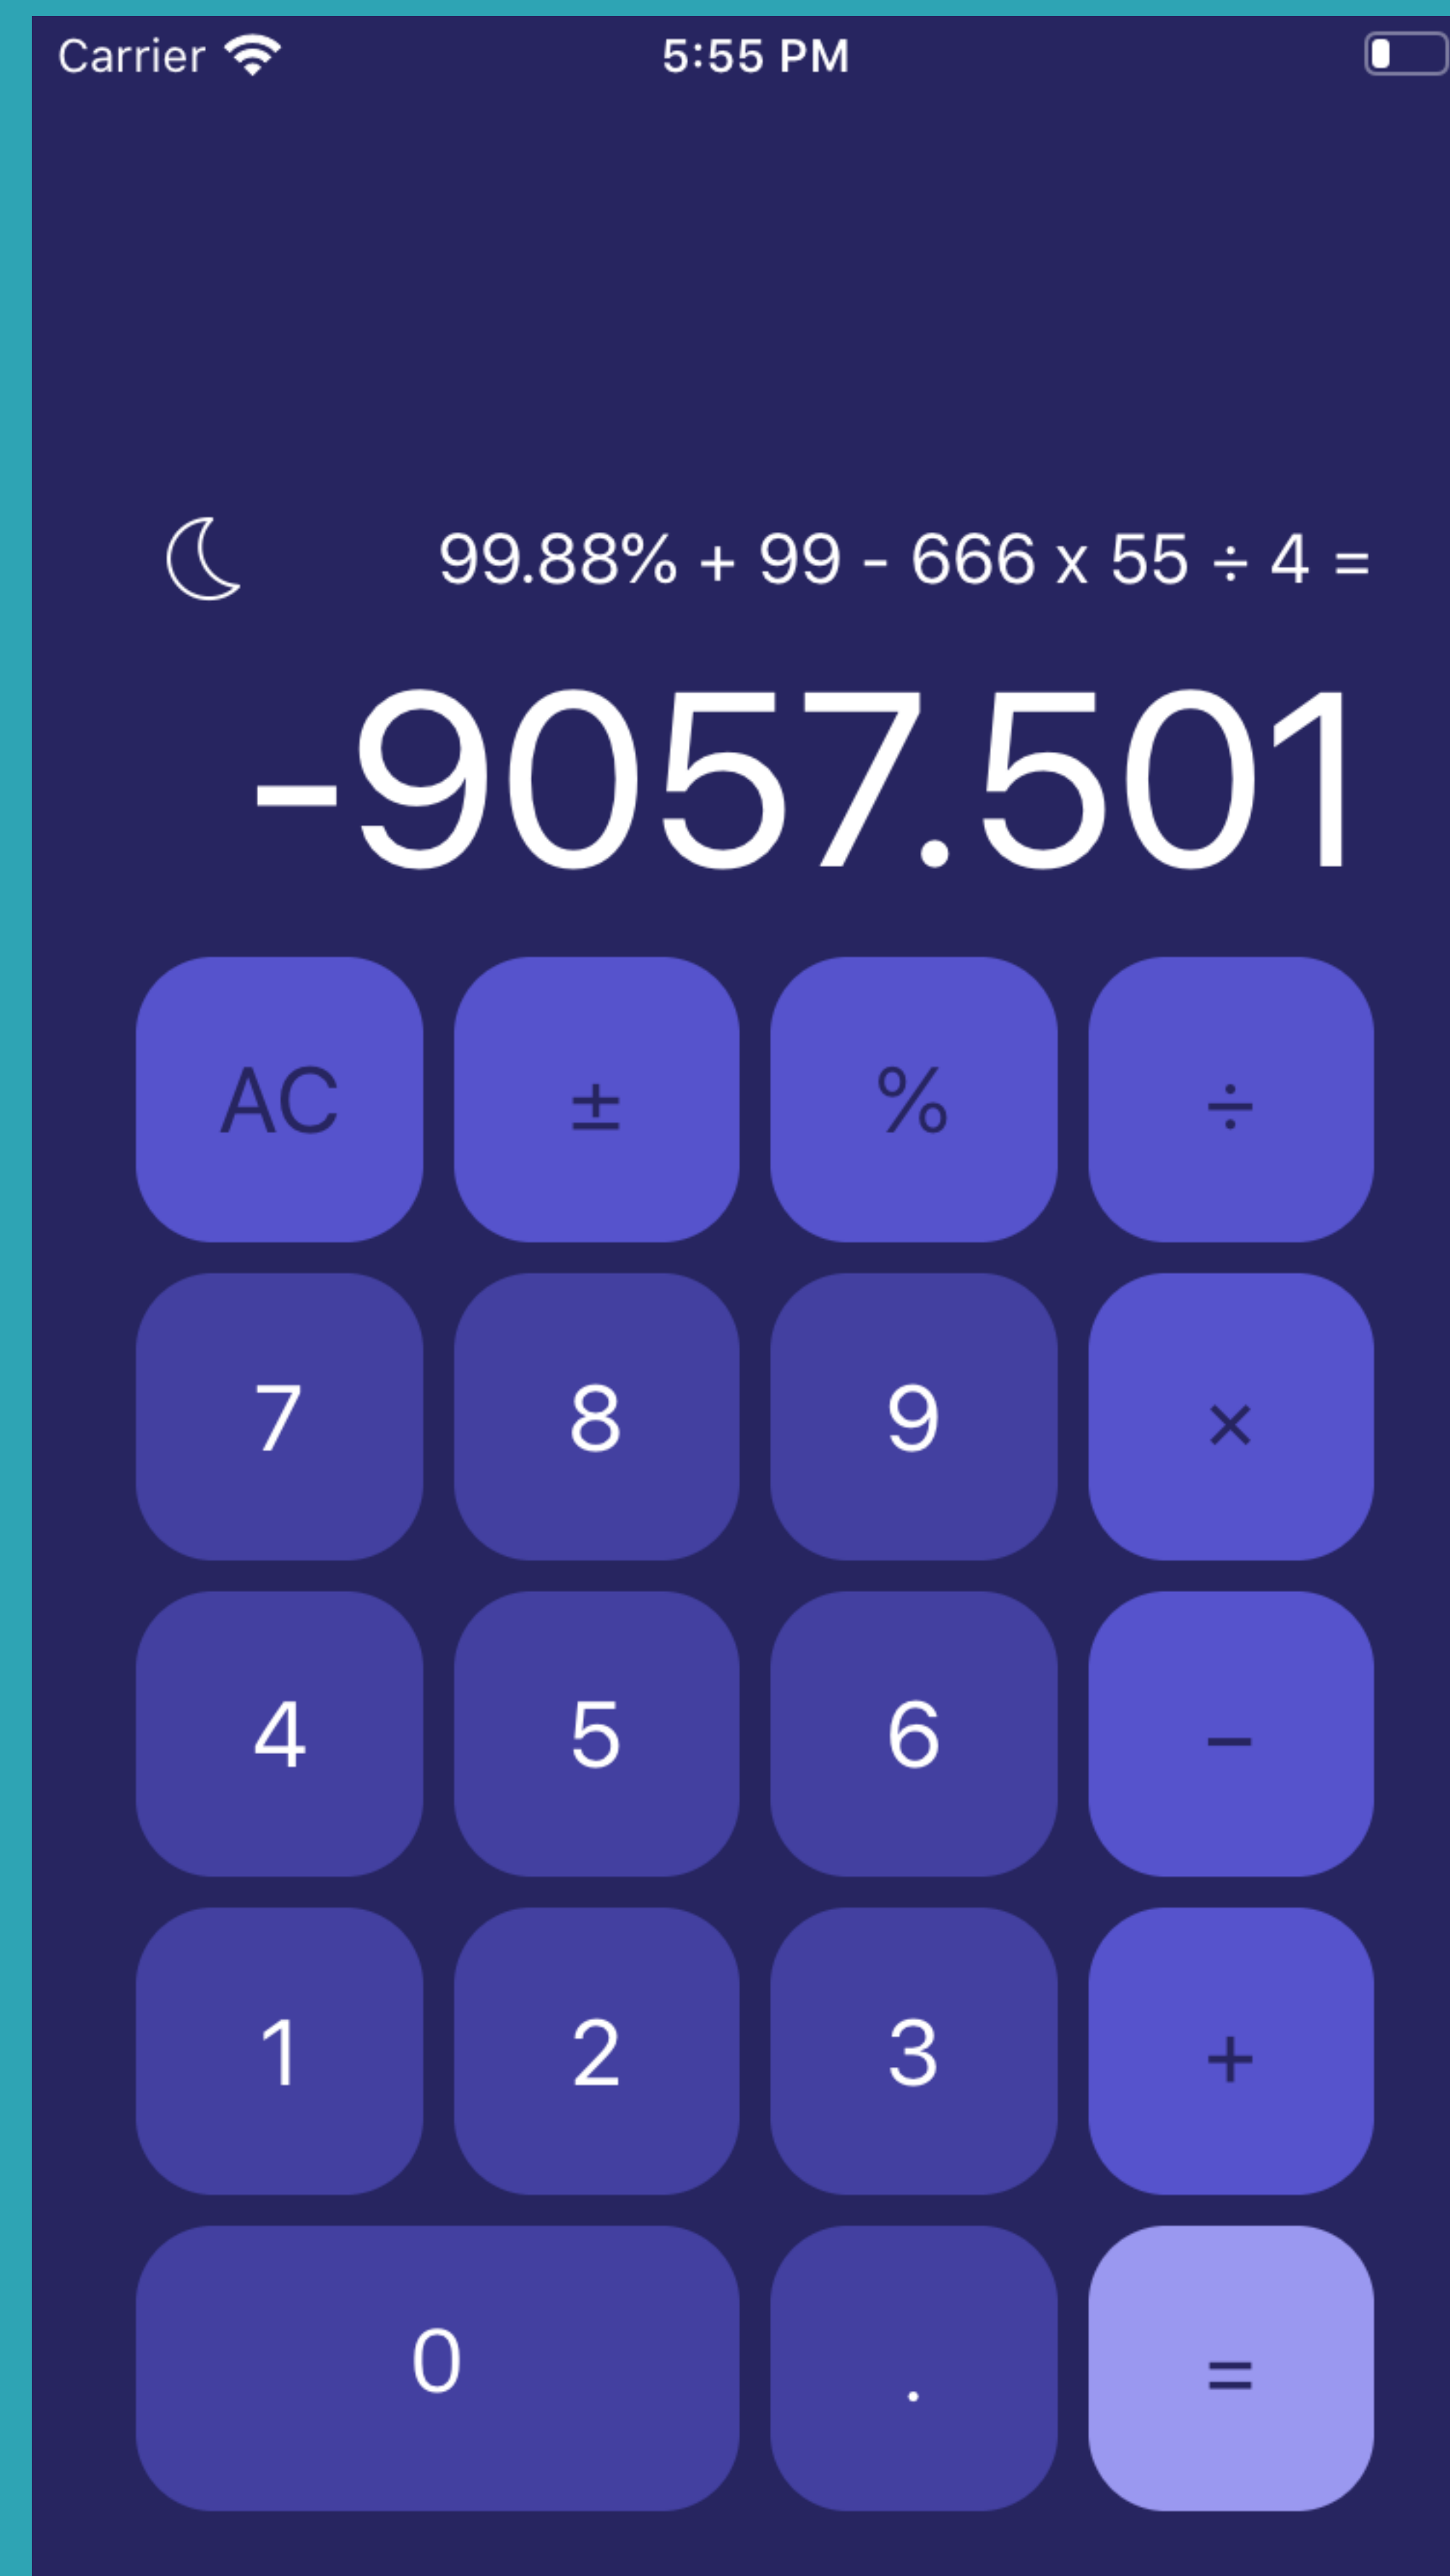 Carrier 5:55 PM
99.88% + 99 - 666 x 55 ÷ 4 =
-9057.501
AC ± % ÷
7 8 9 ×
4 5 6 −
1 2 3 +
0 . =